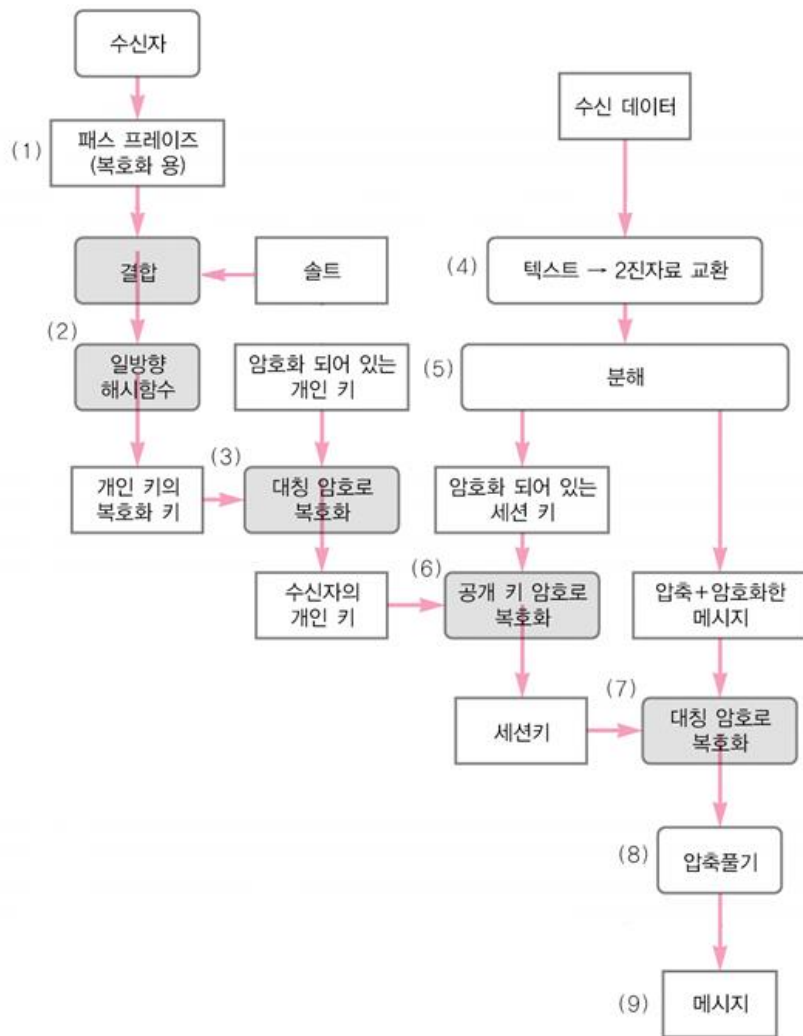 수신자
수신 데이터
(1)
패스 프레이즈
(복호화 용)
결합
솔트
(4)
텍스트 → 2진자료 교환
(2)
일방향
해시함수
암호화 되어 있는
개인 키
(5)
분해
개인 키의
복호화 키
(3)
대칭 암호로
복호화
암호화 되어 있는
세션 키
수신자의
개인 키
(6)
공개 키 암호로
복호화
압축+암호화한
메시지
세션키
(7)
대칭 암호로
복호화
(8)
압축풀기
(9)
메시지